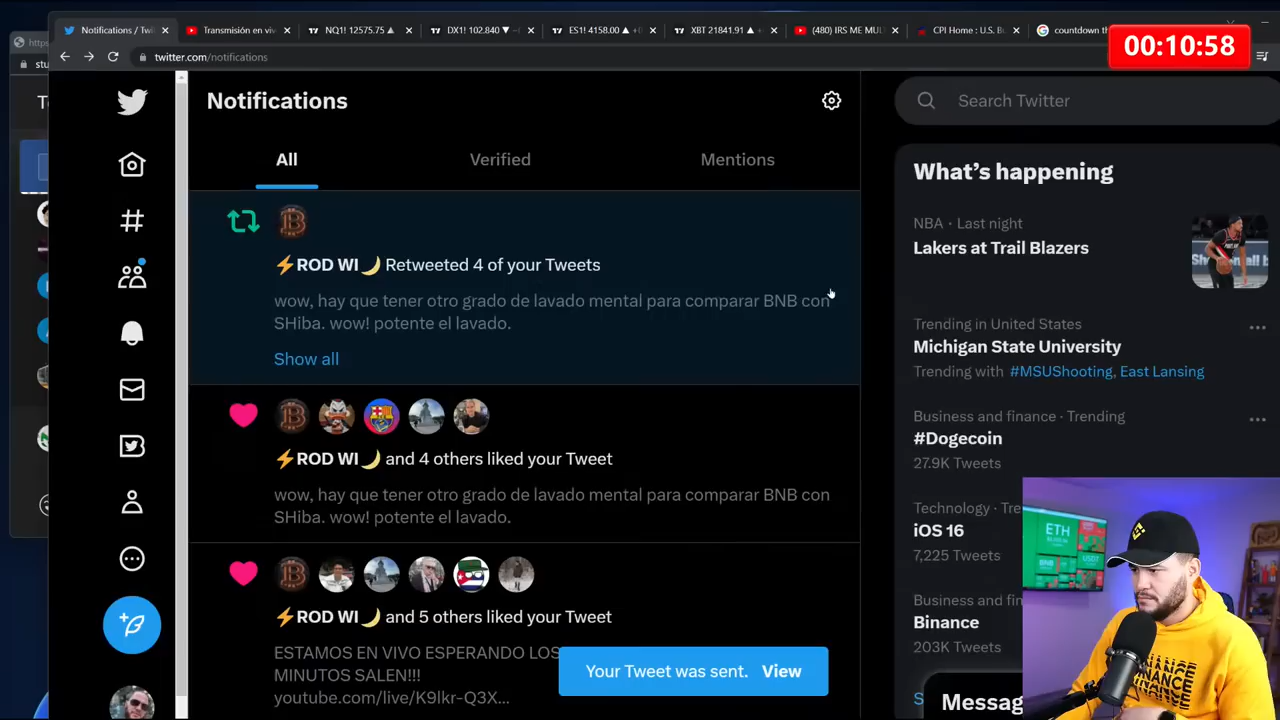 Notifications / Twi
Transmisión en viv
NQ1! 12575.75
DX1! 102.840
ES1! 4158.00
XBT 21841.91
(480) IRS ME MUL
CPI Home : U.S. B
countdown th
00:10:58
https
twitter.com/notifications
stu
Notifications
Search Twitter
All
Verified
Mentions
What's happening
⚡ROD WI🌙 Retweeted 4 of your Tweets
wow, hay que tener otro grado de lavado mental para comparar BNB con
SHiba. wow! potente el lavado.
Show all
NBA · Last night
Lakers at Trail Blazers
Trending in United States
Michigan State University
Trending with #MSUShooting, East Lansing
⚡ROD WI🌙 and 4 others liked your Tweet
wow, hay que tener otro grado de lavado mental para comparar BNB con
SHiba. wow! potente el lavado.
Business and finance · Trending
#Dogecoin
27.9K Tweets
Technology · Tre
iOS 16
7,225 Tweets
⚡ROD WI🌙 and 5 others liked your Tweet
ESTAMOS EN VIVO ESPERANDO LOS
MINUTOS SALEN!!!
youtube.com/live/K9lkr-Q3X...
Your Tweet was sent. View
Business and fin
Binance
203K Tweets
S
Messag
ETH
BNB
USDT
BINANCE